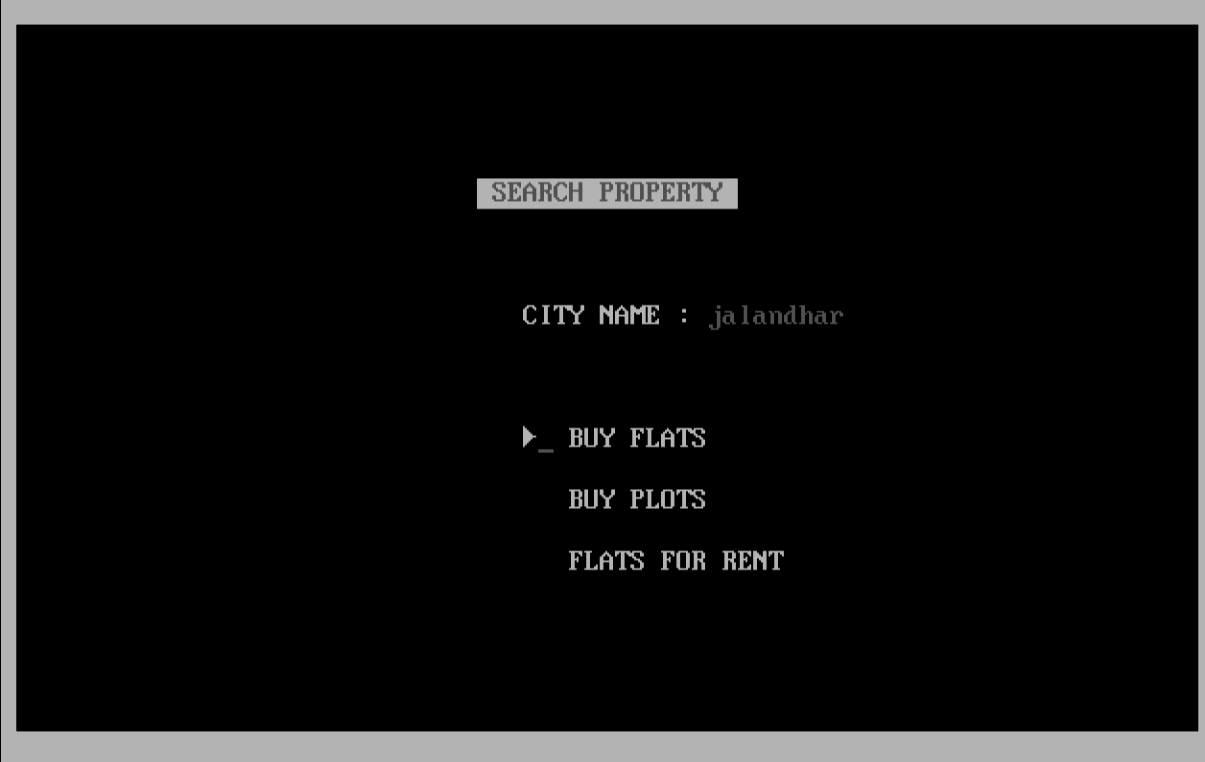 SEARCH PROPERTY
CITY NAME : jalandhar
►_ BUY FLATS
BUY PLOTS
FLATS FOR RENT